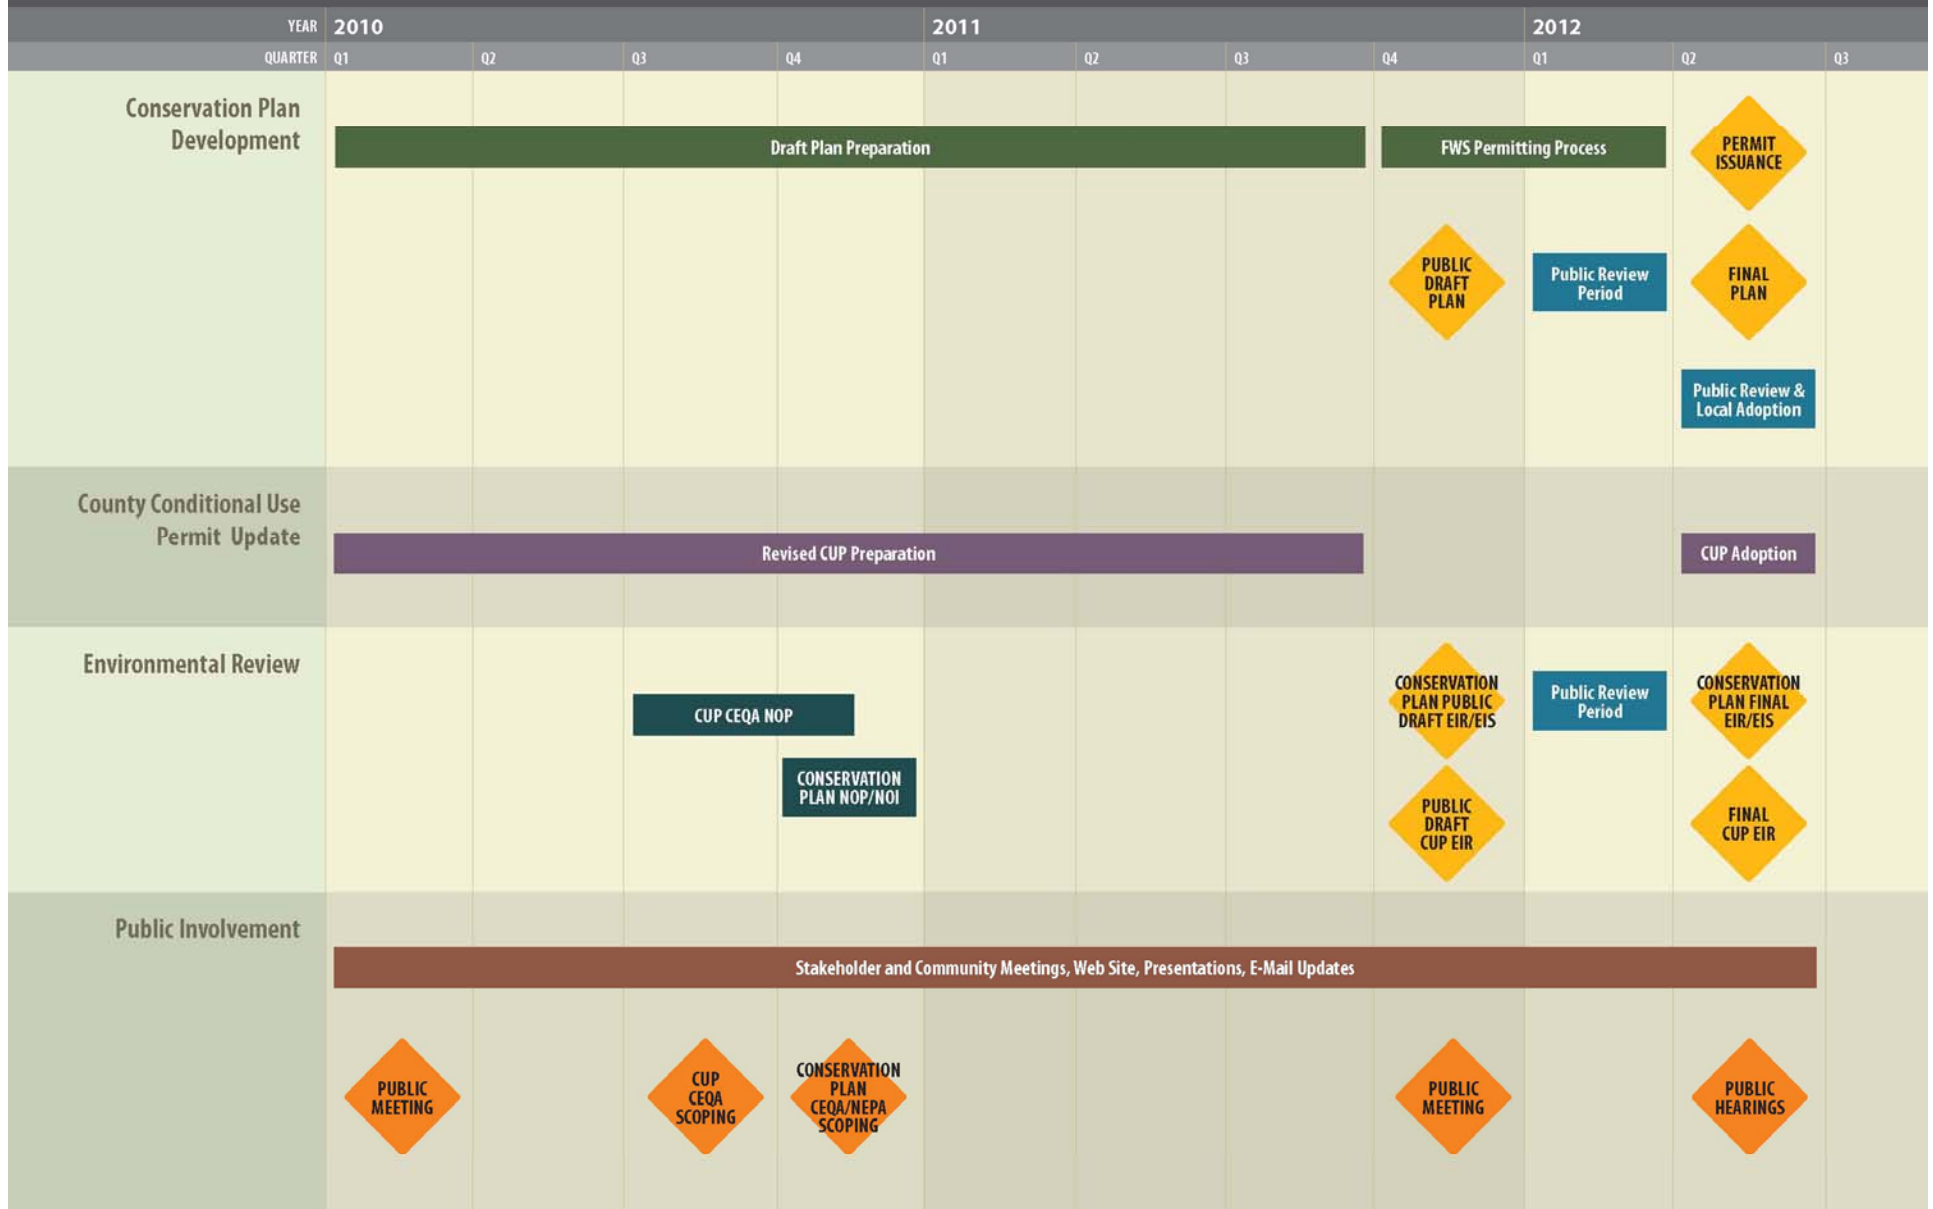 YEAR 2010 2011 2012
QUARTER Q1 Q2 Q3 Q4 Q1 Q2 Q3 Q4 Q1 Q2 Q3
Conservation Plan
Development
Draft Plan Preparation
FWS Permitting Process
PERMIT
ISSUANCE
PUBLIC
DRAFT
PLAN
Public Review
Period
FINAL
PLAN
Public Review &
Local Adoption
County Conditional Use
Permit Update
Revised CUP Preparation
CUP Adoption
Environmental Review
CUP CEQA NOP
CONSERVATION
PLAN NOP/NOI
CONSERVATION
PLAN PUBLIC
DRAFT EIR/EIS
Public Review
Period
CONSERVATION
PLAN FINAL
EIR/EIS
PUBLIC
DRAFT
CUP EIR
FINAL
CUP EIR
Public Involvement
Stakeholder and Community Meetings, Web Site, Presentations, E-Mail Updates
PUBLIC
MEETING
CUP
CEQA
SCOPING
CONSERVATION
PLAN
CEQA/NEPA
SCOPING
PUBLIC
MEETING
PUBLIC
HEARINGS